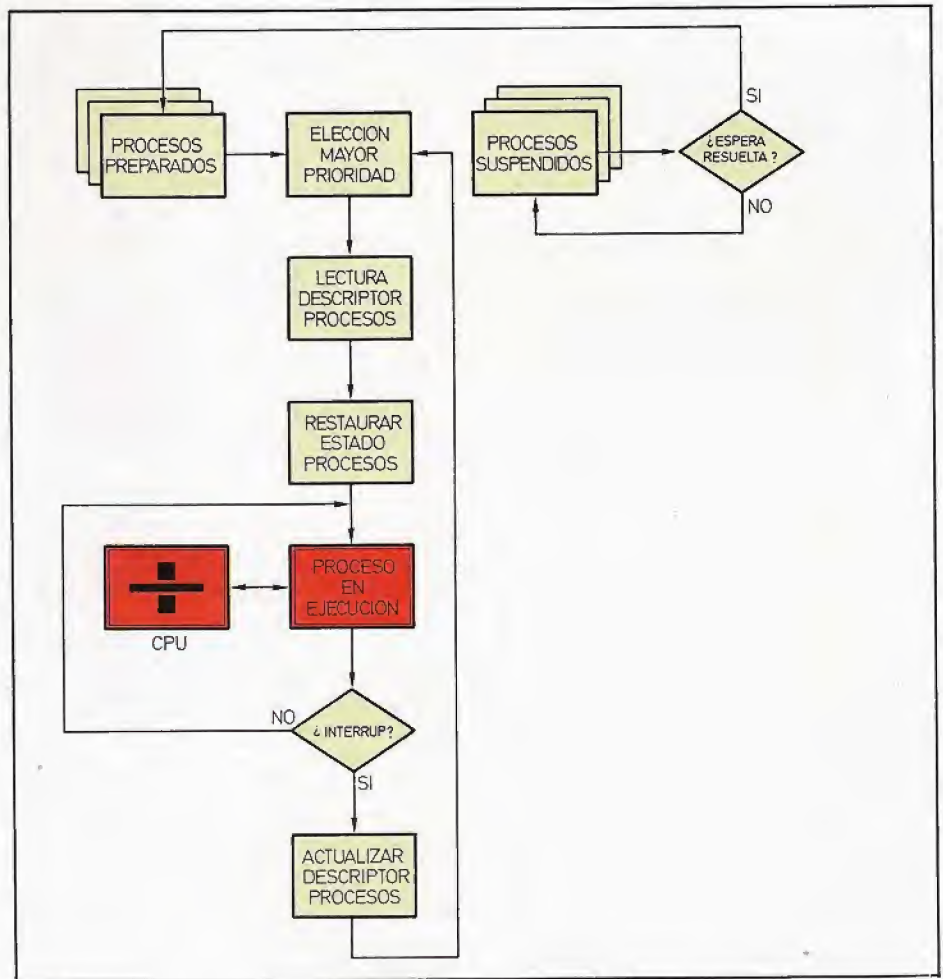 SI
PROCESOS
PREPARADOS
ELECCION
MAYOR
PRIORIDAD
PROCESOS
SUSPENDIDOS
¿ESPERA
RESUELTA?
NO
LECTURA
DESCRIPTOR
PROCESOS
RESTAURAR
ESTADO
PROCESOS
PROCESO
EN
EJECUCION
CPU
NO
¿INTERRUP?
SI
ACTUALIZAR
DESCRIPTOR
PROCESOS